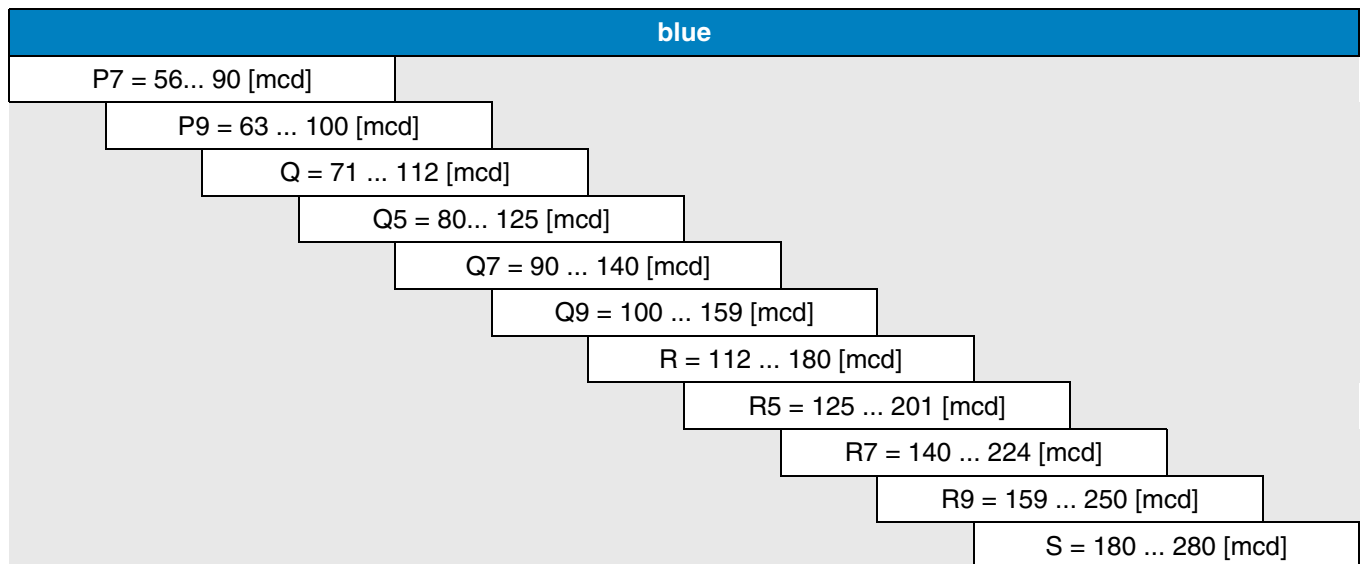 blue
P7 = 56... 90 [mcd]
P9 = 63 ... 100 [mcd]
Q = 71 ... 112 [mcd]
Q5 = 80... 125 [mcd]
Q7 = 90 ... 140 [mcd]
Q9 = 100 ... 159 [mcd]
R = 112 ... 180 [mcd]
R5 = 125 ... 201 [mcd]
R7 = 140 ... 224 [mcd]
R9 = 159 ... 250 [mcd]
S = 180 ... 280 [mcd]